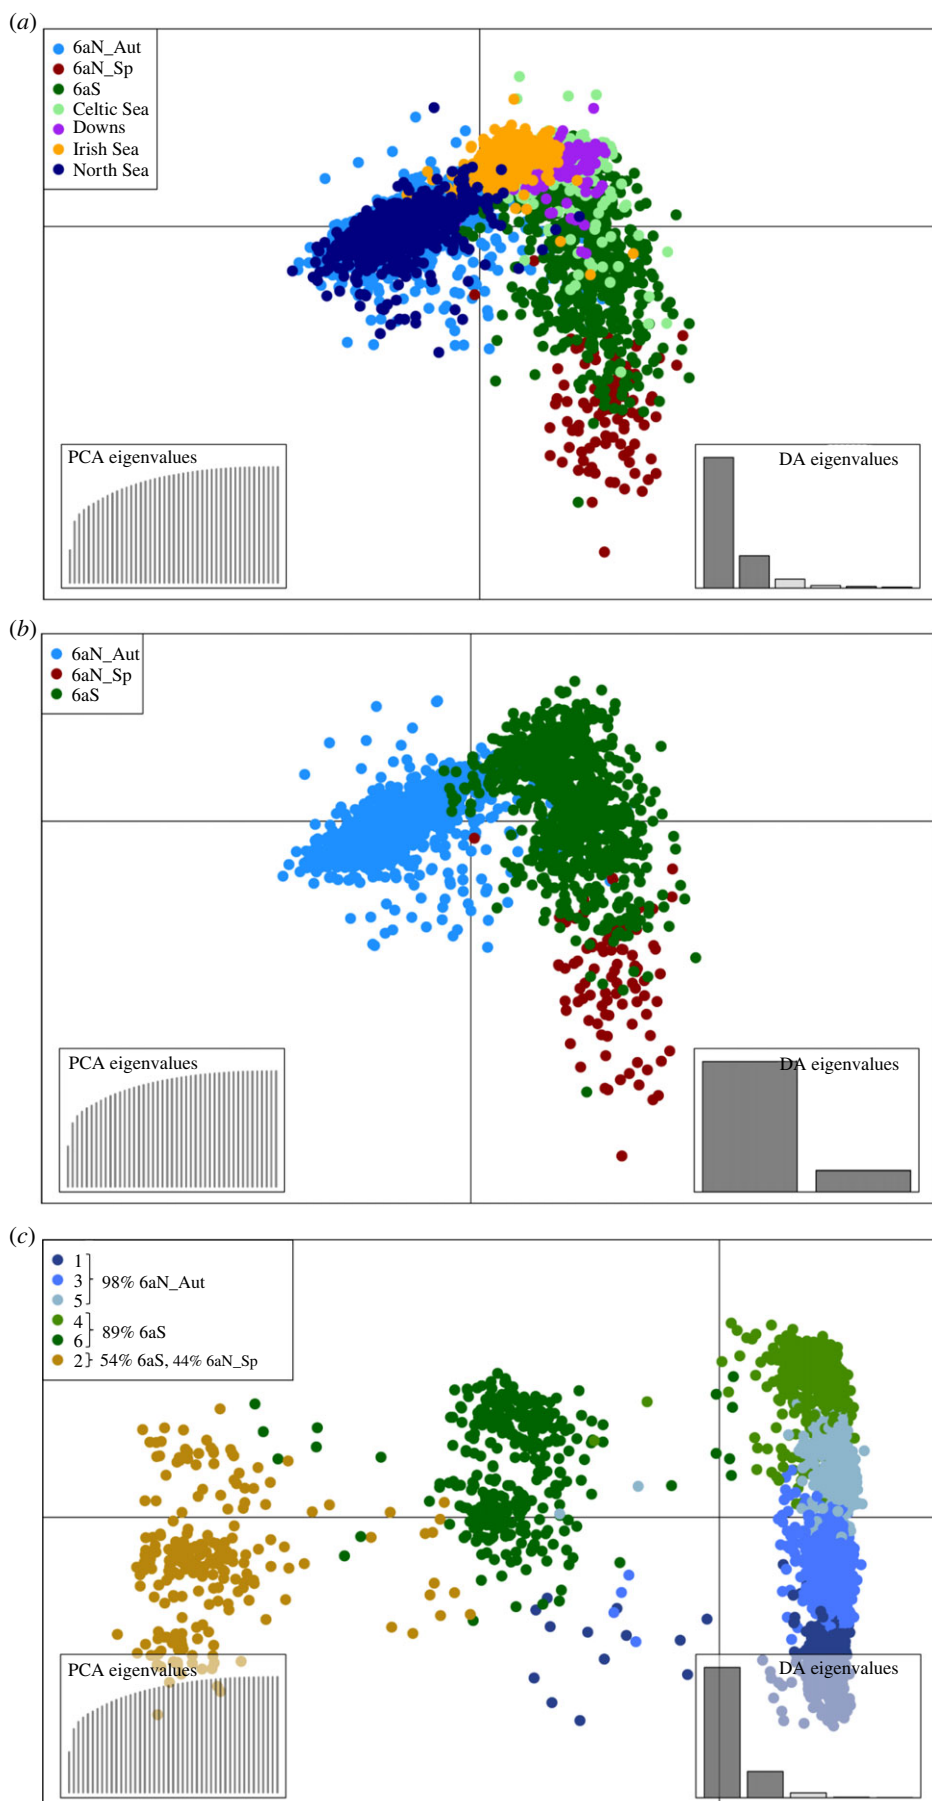 (a)
6aN_Aut
6aN_Sp
6aS
Celtic Sea
Downs
Irish Sea
North Sea
PCA eigenvalues
DA eigenvalues
(b)
6aN_Aut
6aN_Sp
6aS
PCA eigenvalues
DA eigenvalues
(c)
1
3 98% 6aN_Aut
5
4
89% 6aS
6
2 54% 6aS, 44% 6aN_Sp
PCA eigenvalues
DA eigenvalues